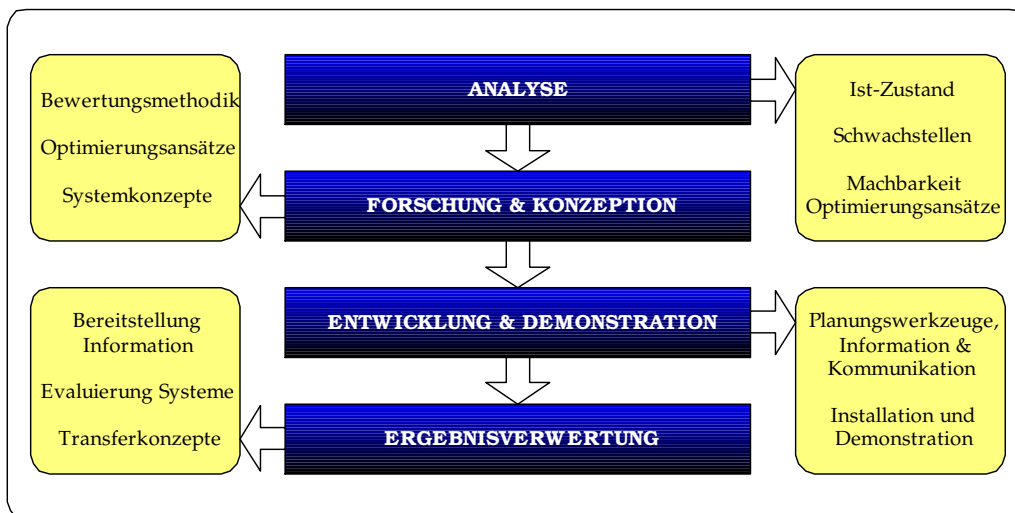 ANALYSE
Ist-Zustand
Schwachstellen
Machbarkeit
Optimierungsansätze
FORSCHUNG & KONZEPTION
Bewertungsmethodik
Optimierungsansätze
Systemkonzepte
ENTWICKLUNG & DEMONSTRATION
Planungswerkzeuge,
Information &
Kommunikation
Installation und
Demonstration
ERGEBNISVERWERTUNG
Bereitstellung
Information
Evaluierung Systeme
Transferkonzepte